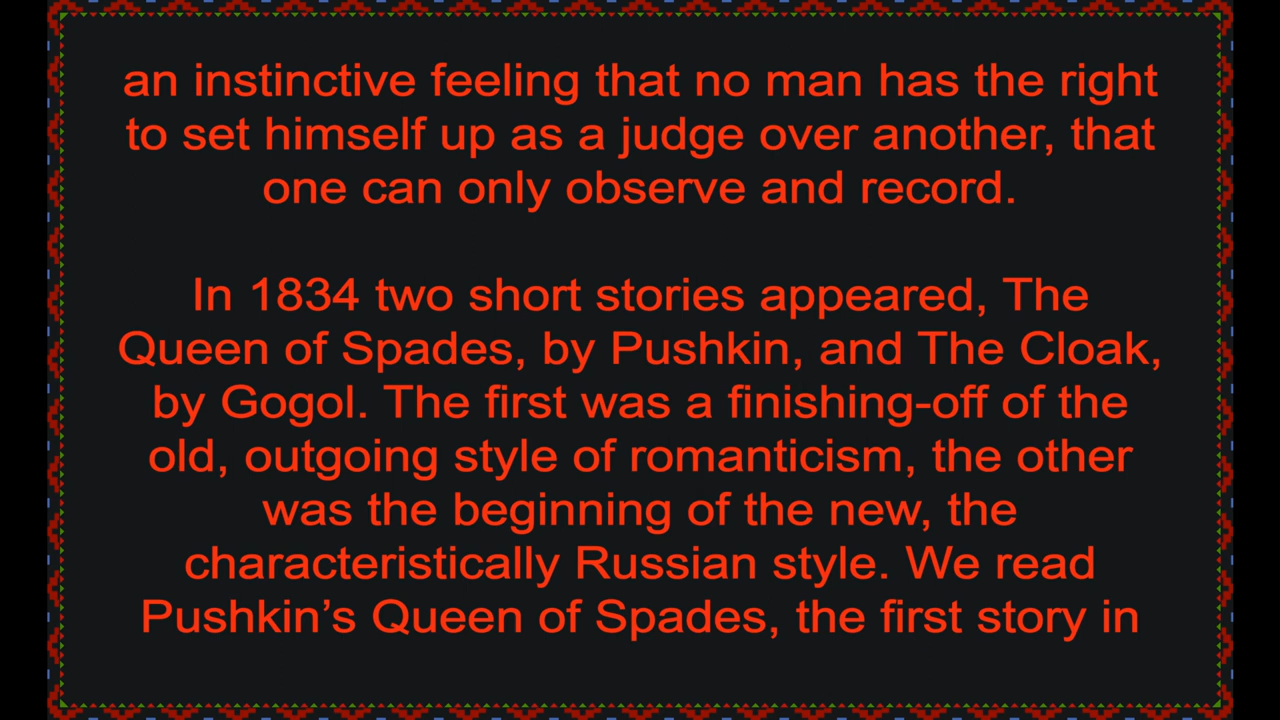 an instinctive feeling that no man has the right
to set himself up as a judge over another, that
one can only observe and record.
In 1834 two short stories appeared, The
Queen of Spades, by Pushkin, and The Cloak,
by Gogol. The first was a finishing-off of the
old, outgoing style of romanticism, the other
was the beginning of the new, the
characteristically Russian style. We read
Pushkin’s Queen of Spades, the first story in